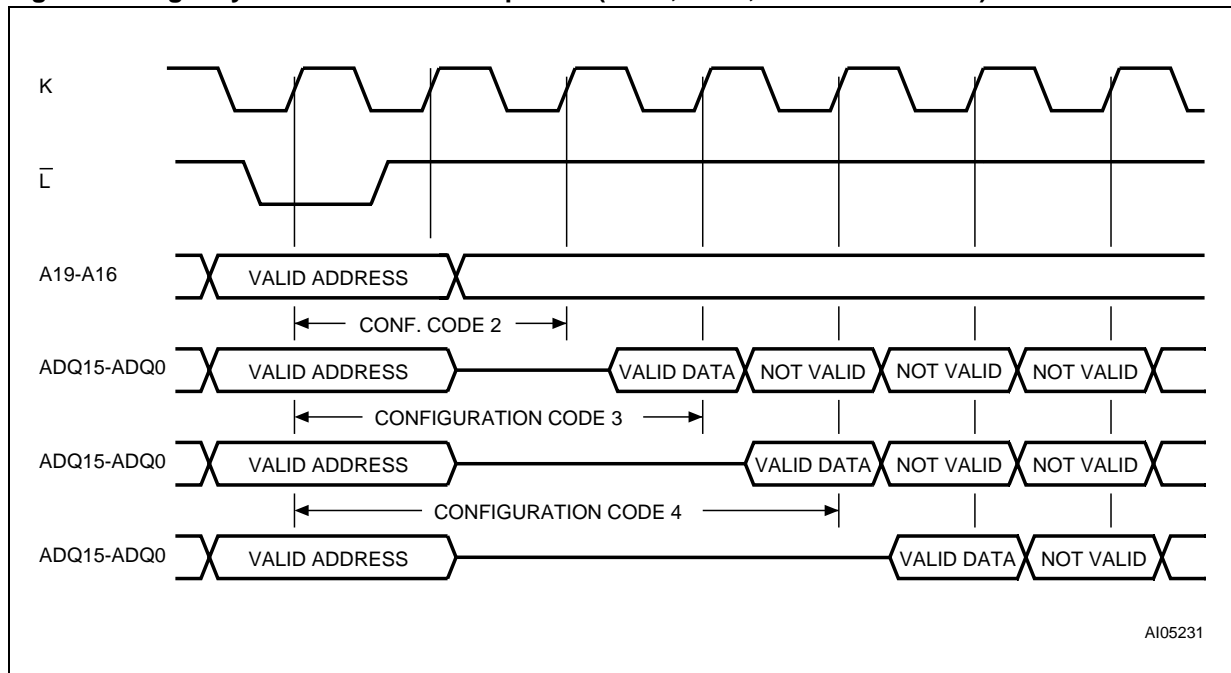 K
L
A19-A16
VALID ADDRESS
CONF. CODE 2
ADQ15-ADQ0
VALID ADDRESS
VALID DATA
NOT VALID
NOT VALID
NOT VALID
CONFIGURATION CODE 3
ADQ15-ADQ0
VALID ADDRESS
VALID DATA
NOT VALID
NOT VALID
CONFIGURATION CODE 4
ADQ15-ADQ0
VALID ADDRESS
VALID DATA
NOT VALID
AI05231